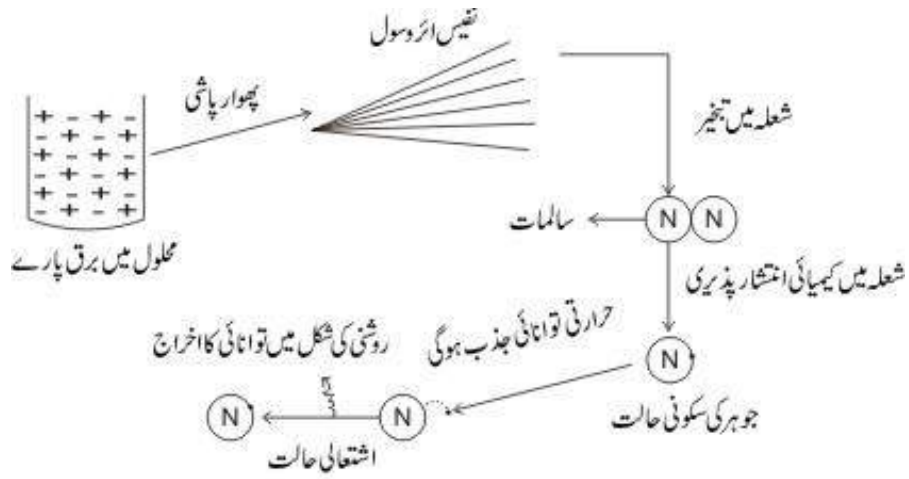 نفیس ائروسول
پھوار پاشی
+ - + -
- + - +
+ - + -
- + - +
+ - + -
- + - +
محلول میں برق پارے
شعلہ میں تبخیر
N N
سالمات
شعلہ میں کیمیائی انتشار پذیری
N
جوہر کی سکونی حالت
حرارتی توانائی جذب ہوگی
روشنی کی شکل میں توانائی کا اخراج
N
N
اشتعالی حالت